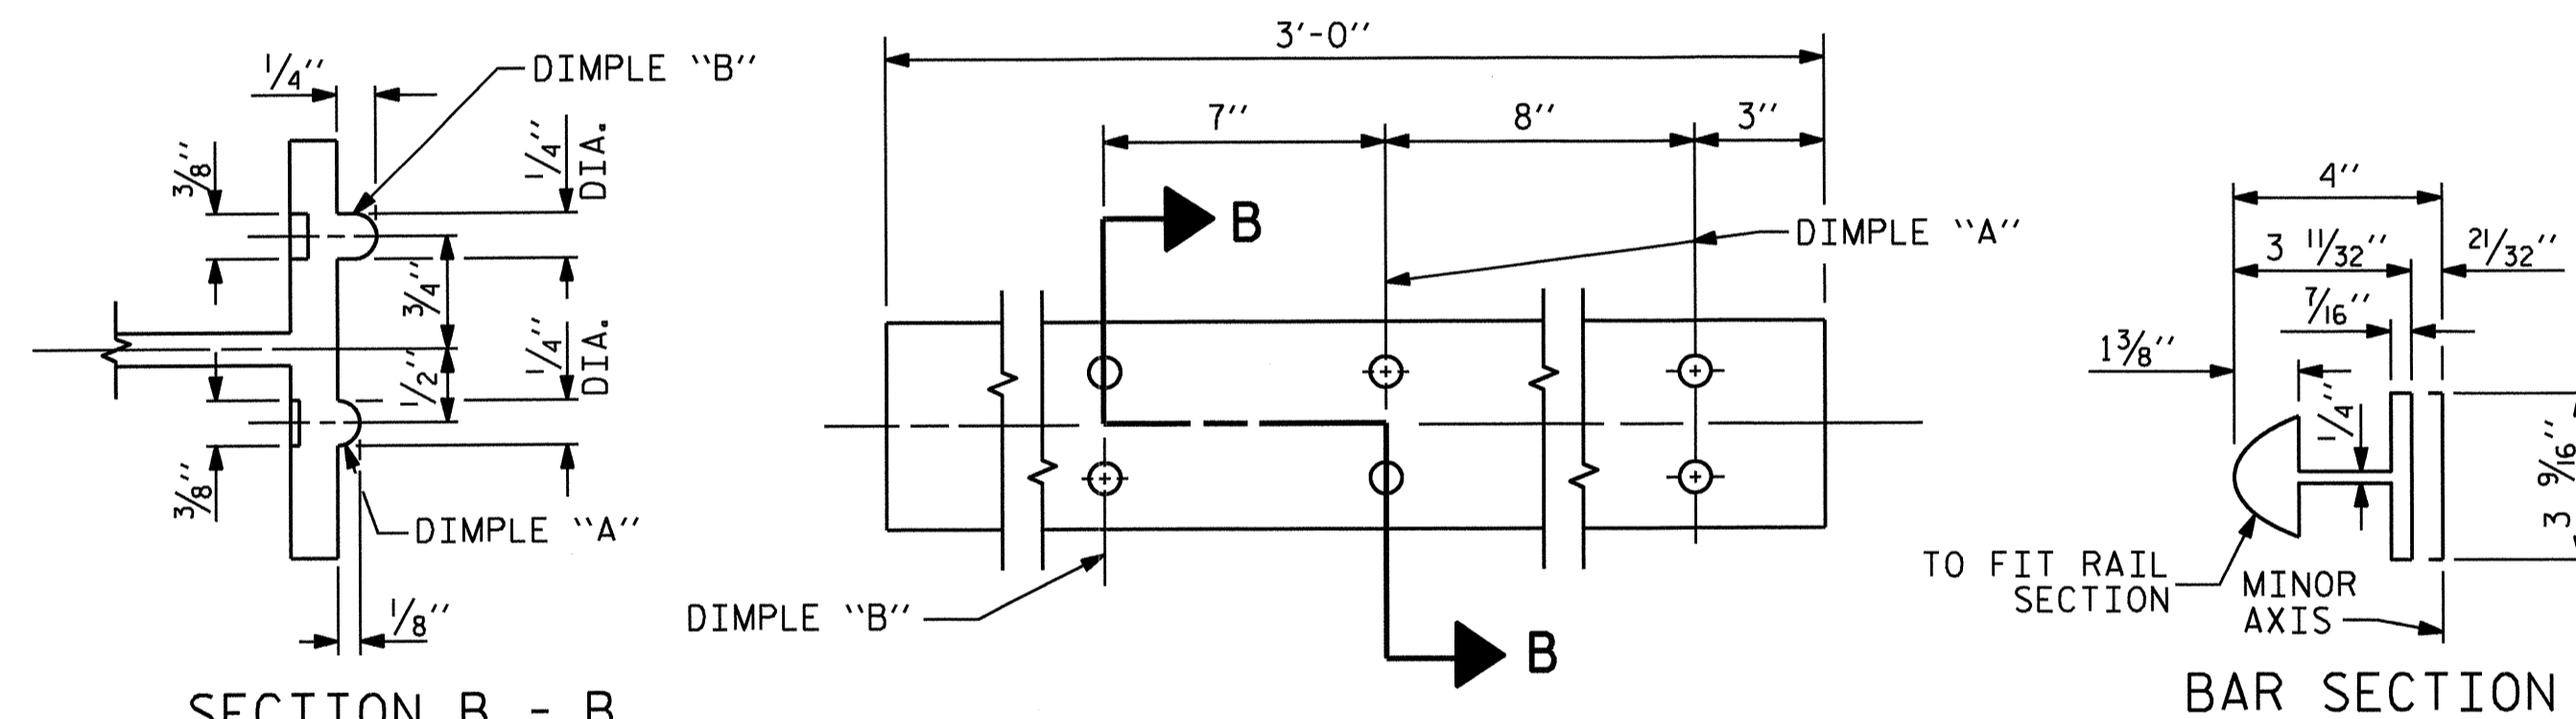 1/4''
DIMPLE ''B''
3/8''
1/4'' DIA.
3/4''
1/2''
1/4'' DIA.
3/8''
DIMPLE ''A''
1/8''
SECTION B - B
3'-0''
7''
8''
3''
B
DIMPLE ''A''
DIMPLE ''B''
B
4''
3 11/32''
21/32''
7/16''
1 3/8''
1/4''
3 9/16''
TO FIT RAIL
SECTION
MINOR
AXIS
BAR SECTION